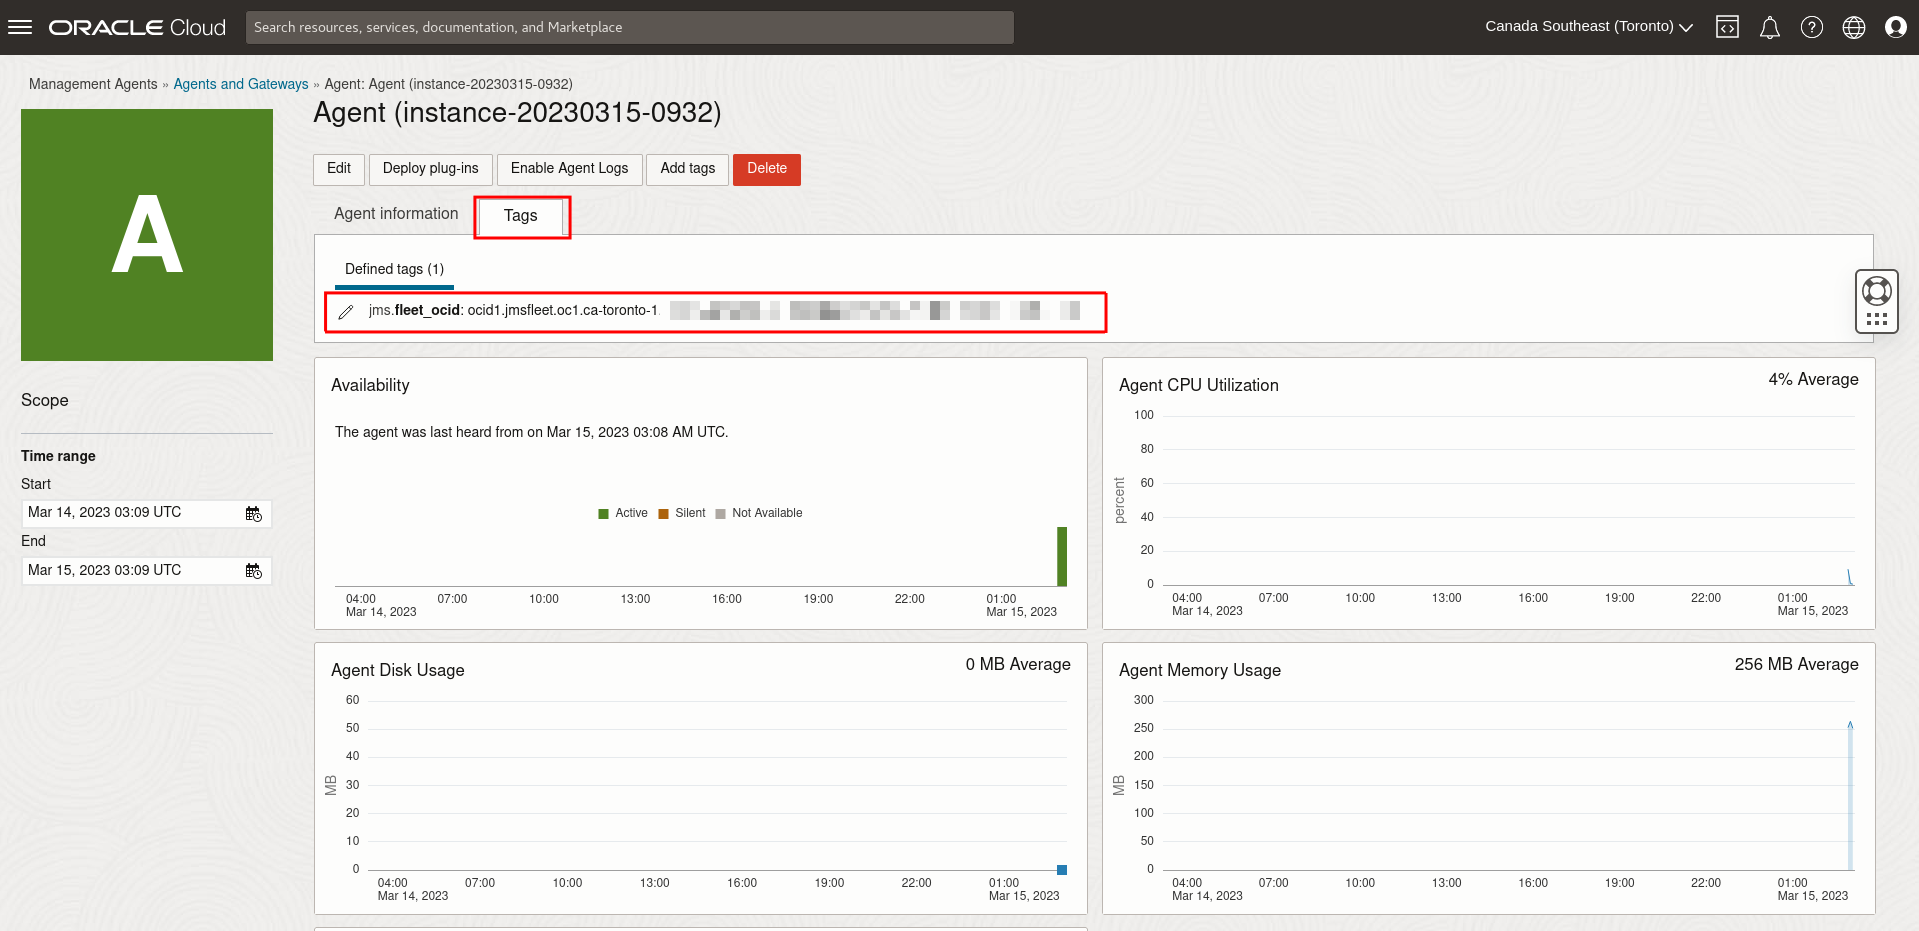 ORACLE Cloud
Search resources, services, documentation, and Marketplace
Canada Southeast (Toronto)
Management Agents » Agents and Gateways » Agent: Agent (instance-20230315-0932)
A
Agent (instance-20230315-0932)
Edit
Deploy plug-ins
Enable Agent Logs
Add tags
Delete
Agent information
Tags
Defined tags (1)
jms.fleet_ocid: ocid1.jmsfleet.oc1.ca-toronto-1.
Scope
Time range
Start
Mar 14, 2023 03:09 UTC
End
Mar 15, 2023 03:09 UTC
Availability
The agent was last heard from on Mar 15, 2023 03:08 AM UTC.
Active Silent Not Available
04:00 07:00 10:00 13:00 16:00 19:00 22:00 01:00
Mar 14, 2023 Mar 15, 2023
Agent CPU Utilization
4% Average
percent
100
80
60
40
20
0
04:00 07:00 10:00 13:00 16:00 19:00 22:00 01:00
Mar 14, 2023 Mar 15, 2023
Agent Disk Usage
0 MB Average
MB
60
50
40
30
20
10
0
04:00 07:00 10:00 13:00 16:00 19:00 22:00 01:00
Mar 14, 2023 Mar 15, 2023
Agent Memory Usage
256 MB Average
MB
300
250
200
150
100
50
0
04:00 07:00 10:00 13:00 16:00 19:00 22:00 01:00
Mar 14, 2023 Mar 15, 2023